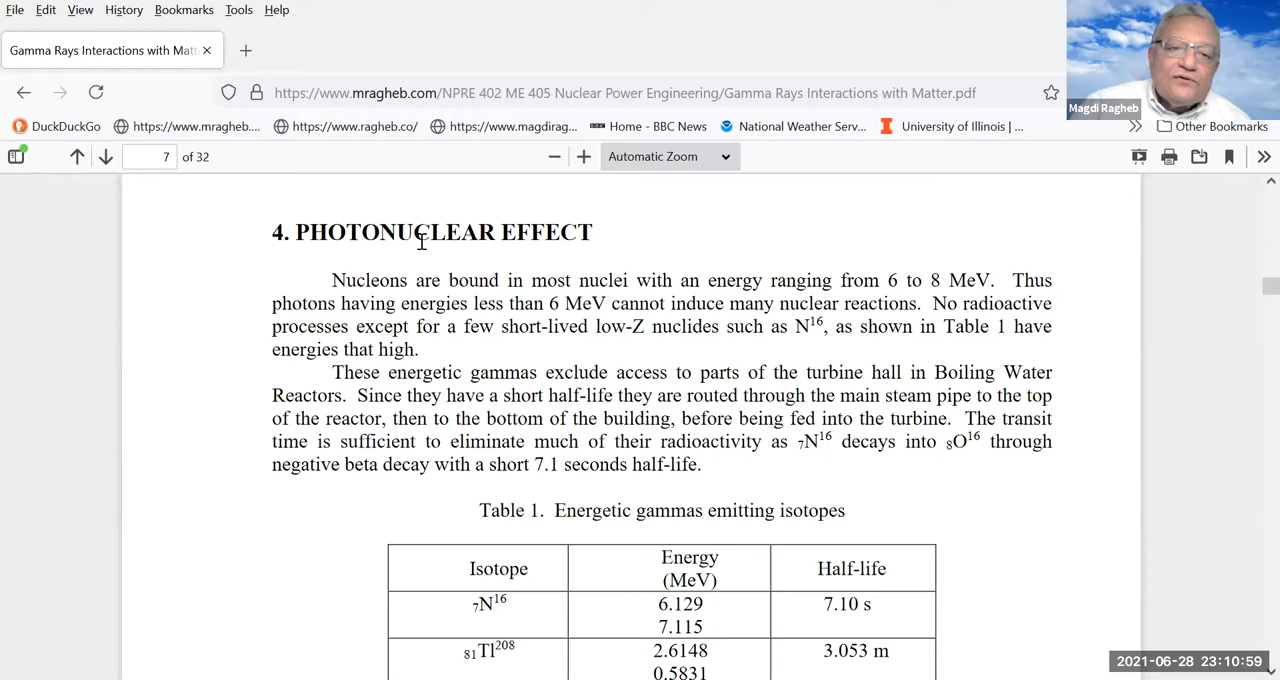 File Edit View History Bookmarks Tools Help
Gamma Rays Interactions with Matt
https://www.mragheb.com/NPRE 402 ME 405 Nuclear Power Engineering/Gamma Rays Interactions with Matter.pdf
Magdi Ragheb
DuckDuckGo https://www.mragheb.... https://www.ragheb.co/ https://www.magdirag... Home - BBC News National Weather Serv... University of Illinois | ... Other Bookmarks
7 of 32 Automatic Zoom
4. PHOTONUCLEAR EFFECT
Nucleons are bound in most nuclei with an energy ranging from 6 to 8 MeV. Thus
photons having energies less than 6 MeV cannot induce many nuclear reactions. No radioactive
processes except for a few short-lived low-Z nuclides such as N¹⁶, as shown in Table 1 have
energies that high.
These energetic gammas exclude access to parts of the turbine hall in Boiling Water
Reactors. Since they have a short half-life they are routed through the main steam pipe to the top
of the reactor, then to the bottom of the building, before being fed into the turbine. The transit
time is sufficient to eliminate much of their radioactivity as ₇N¹⁶ decays into ₈O¹⁶ through
negative beta decay with a short 7.1 seconds half-life.
Table 1. Energetic gammas emitting isotopes
Isotope Energy (MeV) Half-life
₇N¹⁶ 6.129 7.10 s
7.115
₈₁Tl²⁰⁸ 2.6148 3.053 m
0.5831
2021-06-28 23:10:59